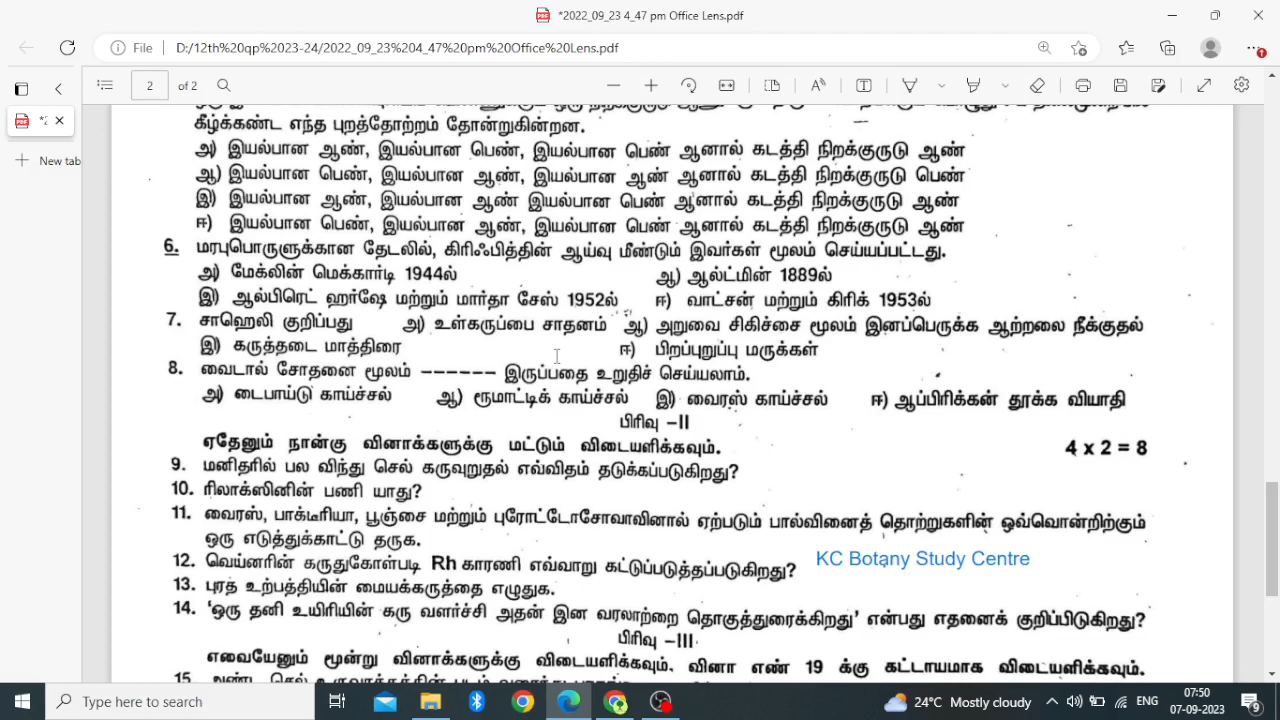 *2022_09_23 4_47 pm Office Lens.pdf
File D:/12th%20qp%2023-24/2022_09_23%204_47%20pm%20Office%20Lens.pdf
2 of 2
*2
New tab
கீழ்க்கண்ட எந்த புறத்தோற்றம் தோன்றுகின்றன.
அ) இயல்பான ஆண், இயல்பான பெண், இயல்பான பெண் ஆனால் கடத்தி நிறக்குருடு ஆண்
ஆ) இயல்பான பெண், இயல்பான ஆண், இயல்பான ஆண் ஆனால் கடத்தி நிறக்குருடு பெண்
இ) இயல்பான ஆண், இயல்பான ஆண் இயல்பான பெண் ஆனால் கடத்தி நிறக்குருடு ஆண்
ஈ) இயல்பான பெண், இயல்பான ஆண், இயல்பான பெண் ஆனால் கடத்தி நிறக்குருடு ஆண்
6. மரபுபொருளுக்கான தேடலில், கிரிஃபித்தின் ஆய்வு மீண்டும் இவர்கள் மூலம் செய்யப்பட்டது.
அ) மேக்லின் மெக்கார்டி 1944ல் ஆ) ஆல்ட்மின் 1889ல்
இ) ஆல்பிரெட் ஹர்ஷே மற்றும் மார்தா சேஸ் 1952ல் ஈ) வாட்சன் மற்றும் கிரிக் 1953ல்
7. சாஹெலி குறிப்பது அ) உள்கருப்பை சாதனம் ஆ) அறுவை சிகிச்சை மூலம் இனப்பெருக்க ஆற்றலை நீக்குதல்
இ) கருத்தடை மாத்திரை ஈ) பிறப்புறுப்பு மருக்கள்
8. வைடால் சோதனை மூலம் ------ இருப்பதை உறுதிச் செய்யலாம்.
அ) டைபாய்டு காய்ச்சல் ஆ) ரூமாட்டிக் காய்ச்சல் இ) வைரஸ் காய்ச்சல் ஈ) ஆப்பிரிக்கன் தூக்க வியாதி
பிரிவு -II
ஏதேனும் நான்கு வினாக்களுக்கு மட்டும் விடையளிக்கவும். 4 x 2 = 8
9. மனிதரில் பல விந்து செல் கருவுறுதல் எவ்விதம் தடுக்கப்படுகிறது?
10. ரிலாக்ஸினின் பணி யாது?
11. வைரஸ், பாக்டீரியா, பூஞ்சை மற்றும் புரோட்டோசோவாவினால் ஏற்படும் பால்வினைத் தொற்றுகளின் ஒவ்வொன்றிற்கும்
ஒரு எடுத்துக்காட்டு தருக.
12. வெய்னரின் கருதுகோள்படி Rh காரணி எவ்வாறு கட்டுப்படுத்தப்படுகிறது? KC Botany Study Centre
13. புரத உற்பத்தியின் மையக்கருத்தை எழுதுக.
14. 'ஒரு தனி உயிரியின் கரு வளர்ச்சி அதன் இன வரலாற்றை தொகுத்துரைக்கிறது' என்பது எதனைக் குறிப்பிடுகிறது?
பிரிவு -III
எவையேனும் மூன்று வினாக்களுக்கு விடையளிக்கவும். வினா எண் 19 க்கு கட்டாயமாக விடையளிக்கவும்.
15
Type here to search
24°C Mostly cloudy
ENG
07:50
07-09-2023
9